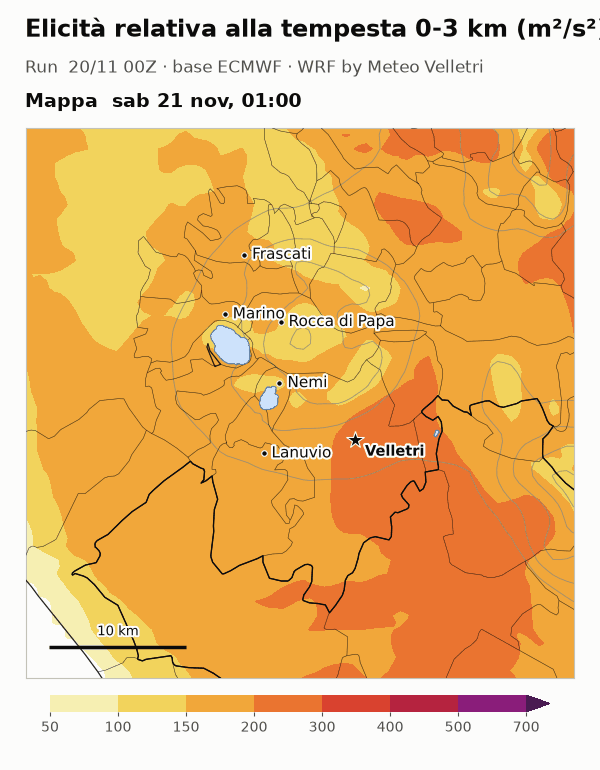 Elicità relativa alla tempesta 0-3 km (m²/s²)
Run  20/11 00Z · base ECMWF · WRF by Meteo Velletri
Mappa  sab 21 nov, 01:00
Frascati
Marino
Rocca di Papa
Nemi
Velletri
Lanuvio
10 km
50 100 150 200 300 400 500 700